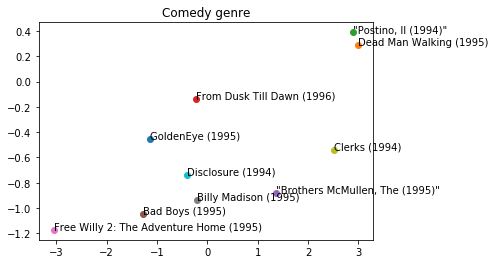 Comedy genre
0.4
0.2
0.0
−0.2
−0.4
−0.6
−0.8
−1.0
−1.2
"Postino, Il (1994)"
Dead Man Walking (1995)
From Dusk Till Dawn (1996)
GoldenEye (1995)
Clerks (1994)
Disclosure (1994)
"Brothers McMullen, The (1995)"
Billy Madison (1995)
Bad Boys (1995)
Free Willy 2: The Adventure Home (1995)
−3 −2 −1 0 1 2 3